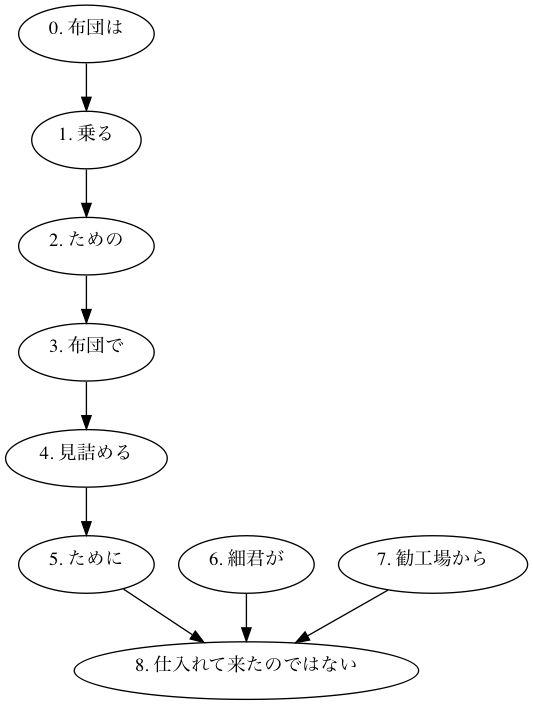 0. 布団は
1. 乗る
2. ための
3. 布団で
4. 見詰める
5. ために
6. 細君が
7. 勧工場から
8. 仕入れて来たのではない